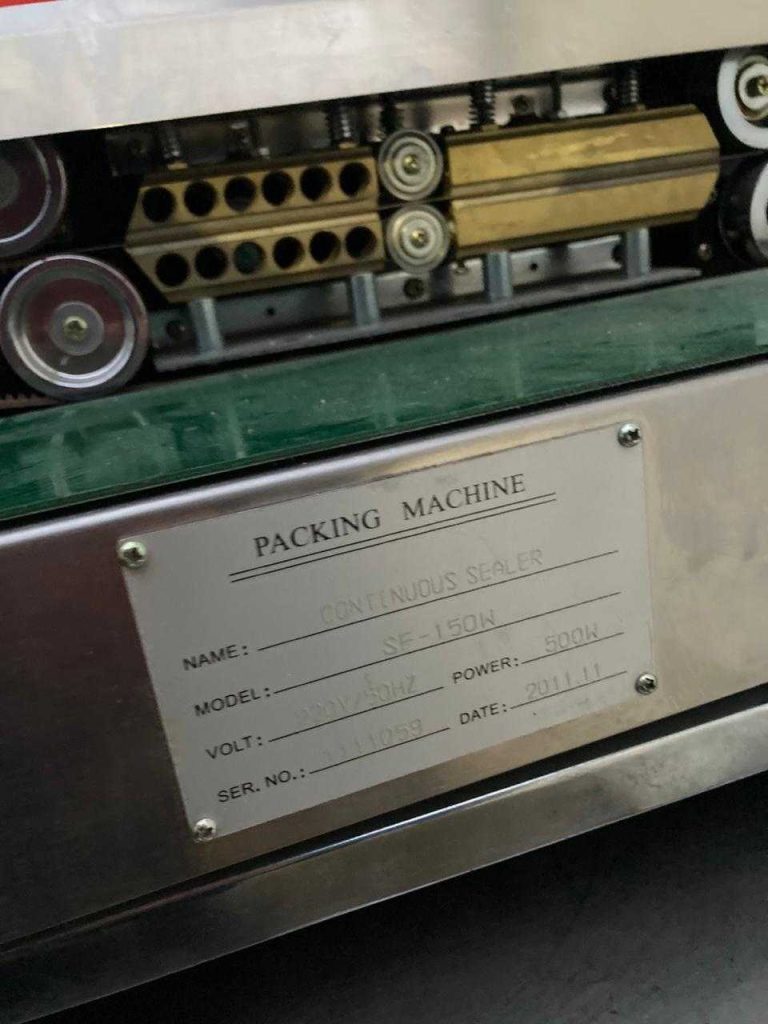 PACKING MACHINE
NAME: CONTINUOUS SEALER
MODEL: SF-150W
VOLT: 220V/50HZ POWER: 500W
SER. NO.: DATE: 2011.11